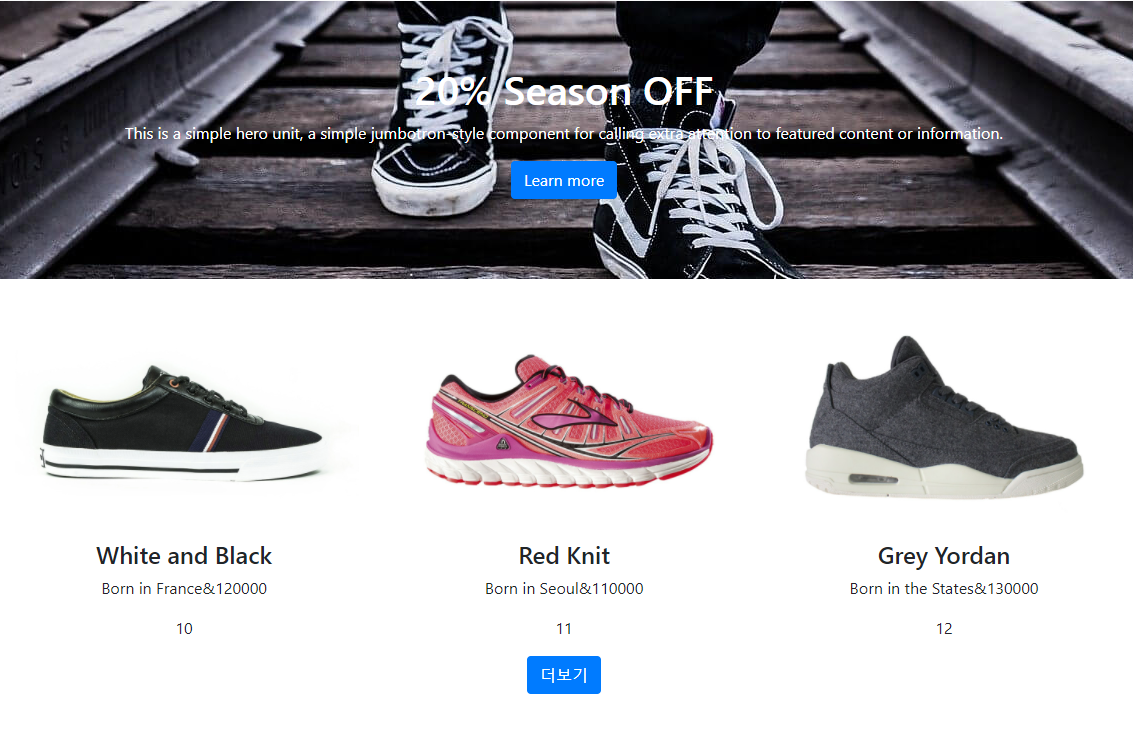 20% Season OFF
This is a simple hero unit, a simple jumbotron-style component for calling extra attention to featured content or information.
Learn more
White and Black
Red Knit
Grey Yordan
Born in France&120000
Born in Seoul&110000
Born in the States&130000
10
11
12
더보기